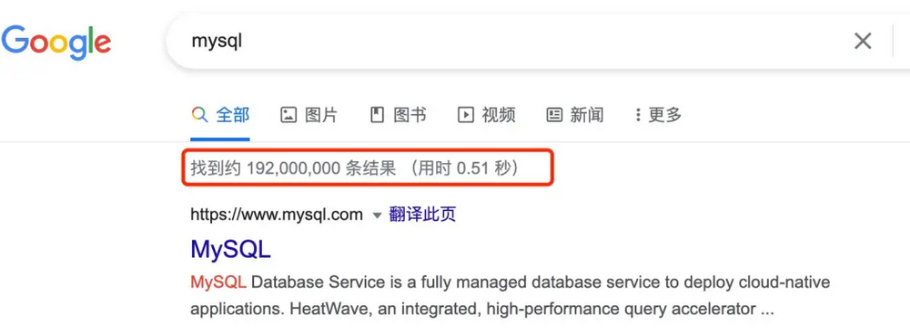 Google
mysql
全部 图片 图书 视频 新闻 更多
找到约 192,000,000 条结果 （用时 0.51 秒）
https://www.mysql.com 翻译此页
MySQL
MySQL Database Service is a fully managed database service to deploy cloud-native
applications. HeatWave, an integrated, high-performance query accelerator ...